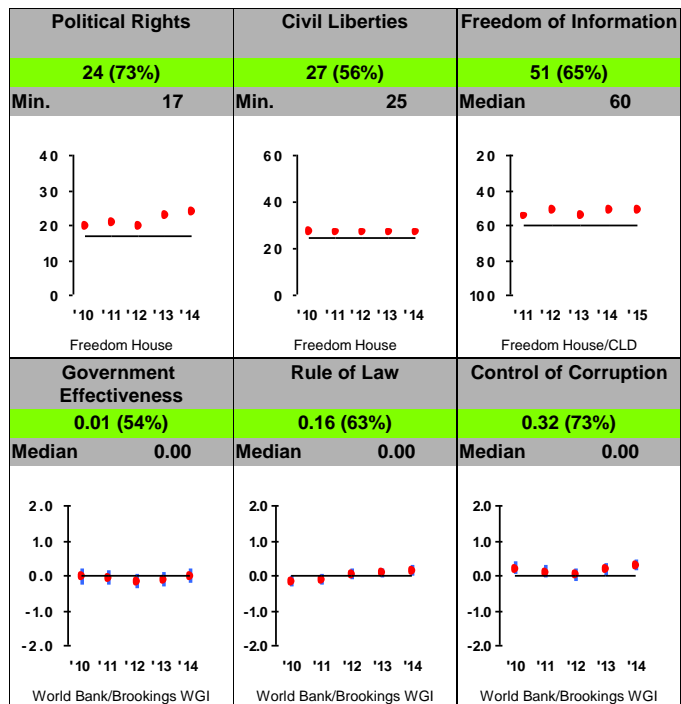 Political Rights
24 (73%)
Min. 17
40
30
20
10
0
'10 '11 '12 '13 '14
Freedom House
Civil Liberties
27 (56%)
Min. 25
60
40
20
0
'10 '11 '12 '13 '14
Freedom House
Freedom of Information
51 (65%)
Median 60
20
40
60
80
100
'11 '12 '13 '14 '15
Freedom House/CLD
Government
Effectiveness
0.01 (54%)
Median 0.00
2.0
1.0
0.0
-1.0
-2.0
'10 '11 '12 '13 '14
World Bank/Brookings WGI
Rule of Law
0.16 (63%)
Median 0.00
2.0
1.0
0.0
-1.0
-2.0
'10 '11 '12 '13 '14
World Bank/Brookings WGI
Control of Corruption
0.32 (73%)
Median 0.00
2.0
1.0
0.0
-1.0
-2.0
'10 '11 '12 '13 '14
World Bank/Brookings WGI